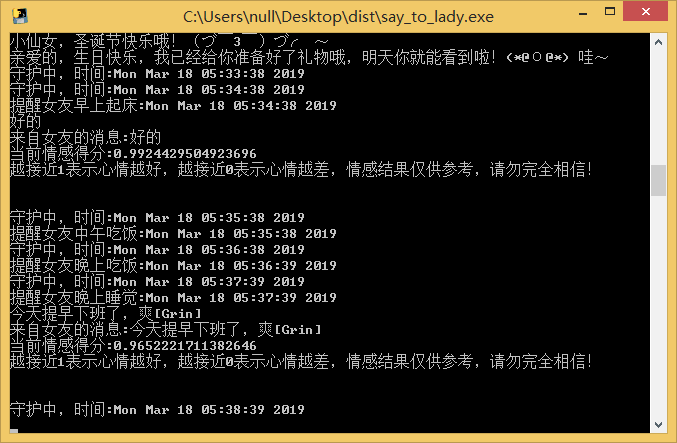 C:\Users\null\Desktop\dist\say_to_lady.exe
小仙女，圣诞节快乐哦！（づ￣ 3￣）づ╭ ～
亲爱的，生日快乐，我已经给你准备好了礼物哦，明天你就能看到啦！(*@ο@*) 哇～
守护中，时间:Mon Mar 18 05:33:38 2019
守护中，时间:Mon Mar 18 05:34:38 2019
提醒女友早上起床:Mon Mar 18 05:34:38 2019
好的
来自女友的消息:好的
当前情感得分:0.9924429504923696
越接近1表示心情越好，越接近0表示心情越差，情感结果仅供参考，请勿完全相信！
守护中，时间:Mon Mar 18 05:35:38 2019
提醒女友中午吃饭:Mon Mar 18 05:35:38 2019
守护中，时间:Mon Mar 18 05:36:38 2019
提醒女友晚上吃饭:Mon Mar 18 05:36:39 2019
守护中，时间:Mon Mar 18 05:37:39 2019
提醒女友晚上睡觉:Mon Mar 18 05:37:39 2019
今天提早下班了，爽[Grin]
来自女友的消息:今天提早下班了，爽[Grin]
当前情感得分:0.9652221711382646
越接近1表示心情越好，越接近0表示心情越差，情感结果仅供参考，请勿完全相信！
守护中，时间:Mon Mar 18 05:38:39 2019